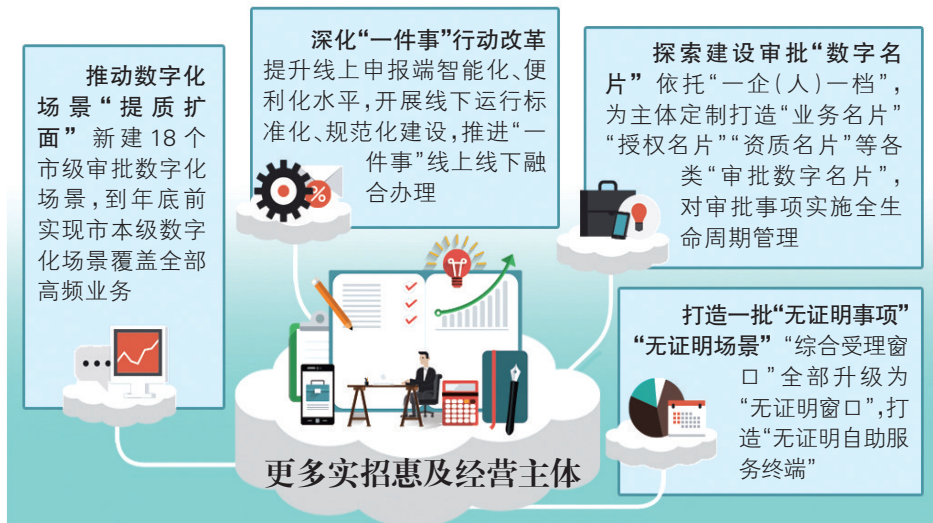 推动数字化
场景“提质扩
面” 新建18个
市级审批数字化
场景,到年底前
实现市本级数字
化场景覆盖全部
高频业务
深化“一件事”行动改革
提升线上申报端智能化、便
利化水平,开展线下运行标
准化、规范化建设,推进“一
件事”线上线下融
合办理
探索建设审批“数字名
片” 依托“一企(人)一档”,
为主体定制打造“业务名片”
“授权名片”“资质名片”等各
类“审批数字名片”,
对审批事项实施全生
命周期管理
打造一批“无证明事项”
“无证明场景” “综合受理窗
口”全部升级为
“无证明窗口”,打
造“无证明自助服
务终端”
%
更多实招惠及经营主体